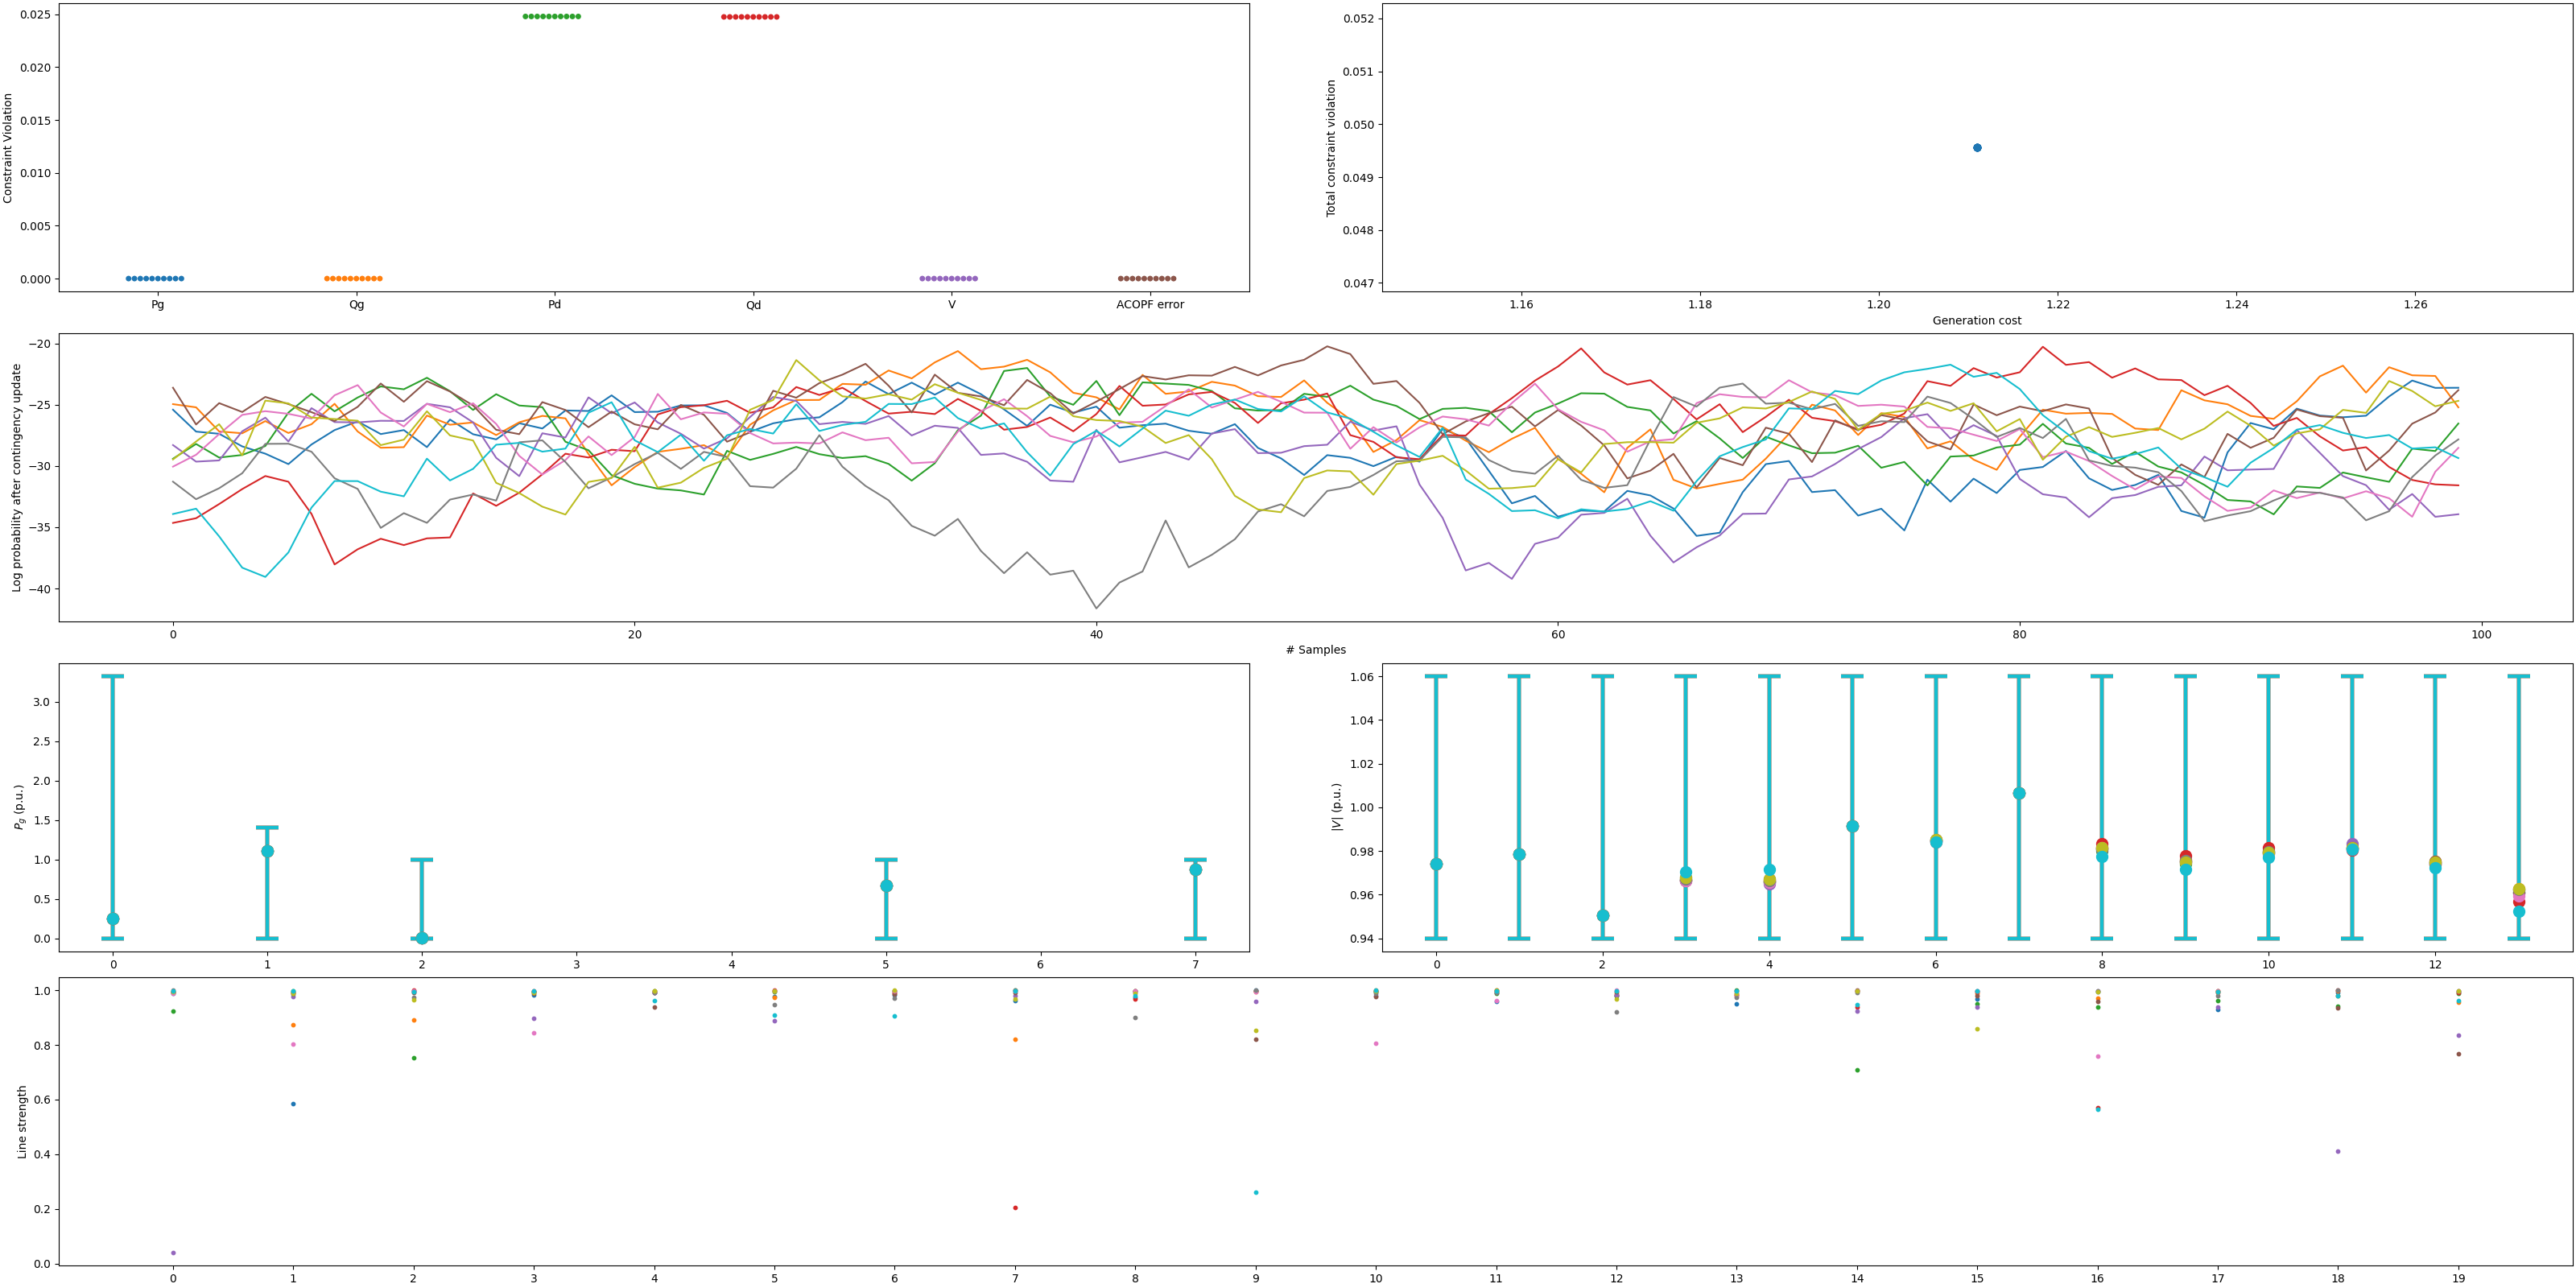 Constraint Violation
0.025
0.020
0.015
0.010
0.005
0.000
Pg Qg Pd Qd V ACOPF error
Total constraint violation
0.052
0.051
0.050
0.049
0.048
0.047
1.16 1.18 1.20 1.22 1.24 1.26
Generation cost
Log probability after contingency update
−20
−25
−30
−35
−40
0 20 40 60 80 100
# Samples
P_g (p.u.)
3.0
2.5
2.0
1.5
1.0
0.5
0.0
0 1 2 3 4 5 6 7
|V| (p.u.)
1.06
1.04
1.02
1.00
0.98
0.96
0.94
0 2 4 6 8 10 12
Line strength
1.0
0.8
0.6
0.4
0.2
0.0
0 1 2 3 4 5 6 7 8 9 10 11 12 13 14 15 16 17 18 19